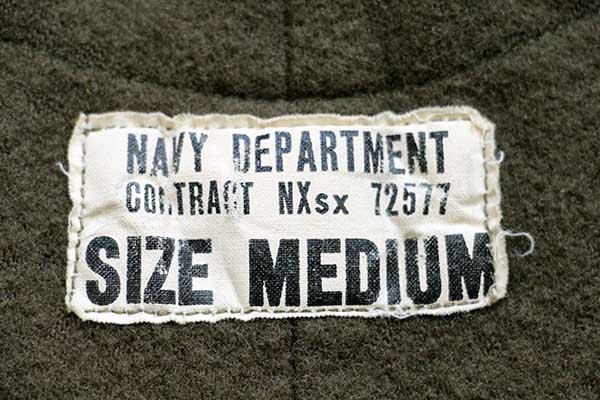 NAVY DEPARTMENT
CONTRACT NXsx 72577
SIZE MEDIUM